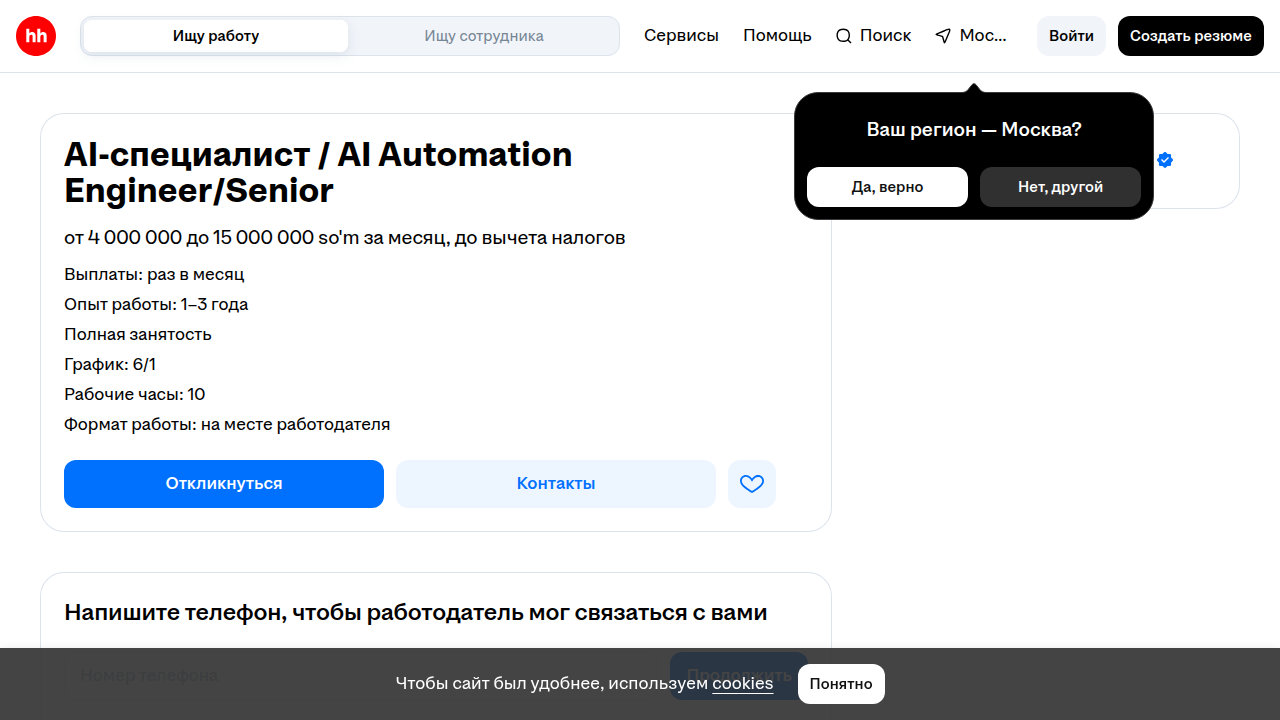 hh
Ищу работу
Ищу сотрудника
Сервисы
Помощь
Поиск
Мос...
Войти
Создать резюме
Ваш регион — Москва?
Да, верно
Нет, другой
AI-специалист / AI Automation
Engineer/Senior
от 4 000 000 до 15 000 000 so'm за месяц, до вычета налогов
Выплаты: раз в месяц
Опыт работы: 1–3 года
Полная занятость
График: 6/1
Рабочие часы: 10
Формат работы: на месте работодателя
Откликнуться
Контакты
Напишите телефон, чтобы работодатель мог связаться с вами
Номер телефона
Продолжить
Чтобы сайт был удобнее, используем cookies
Понятно